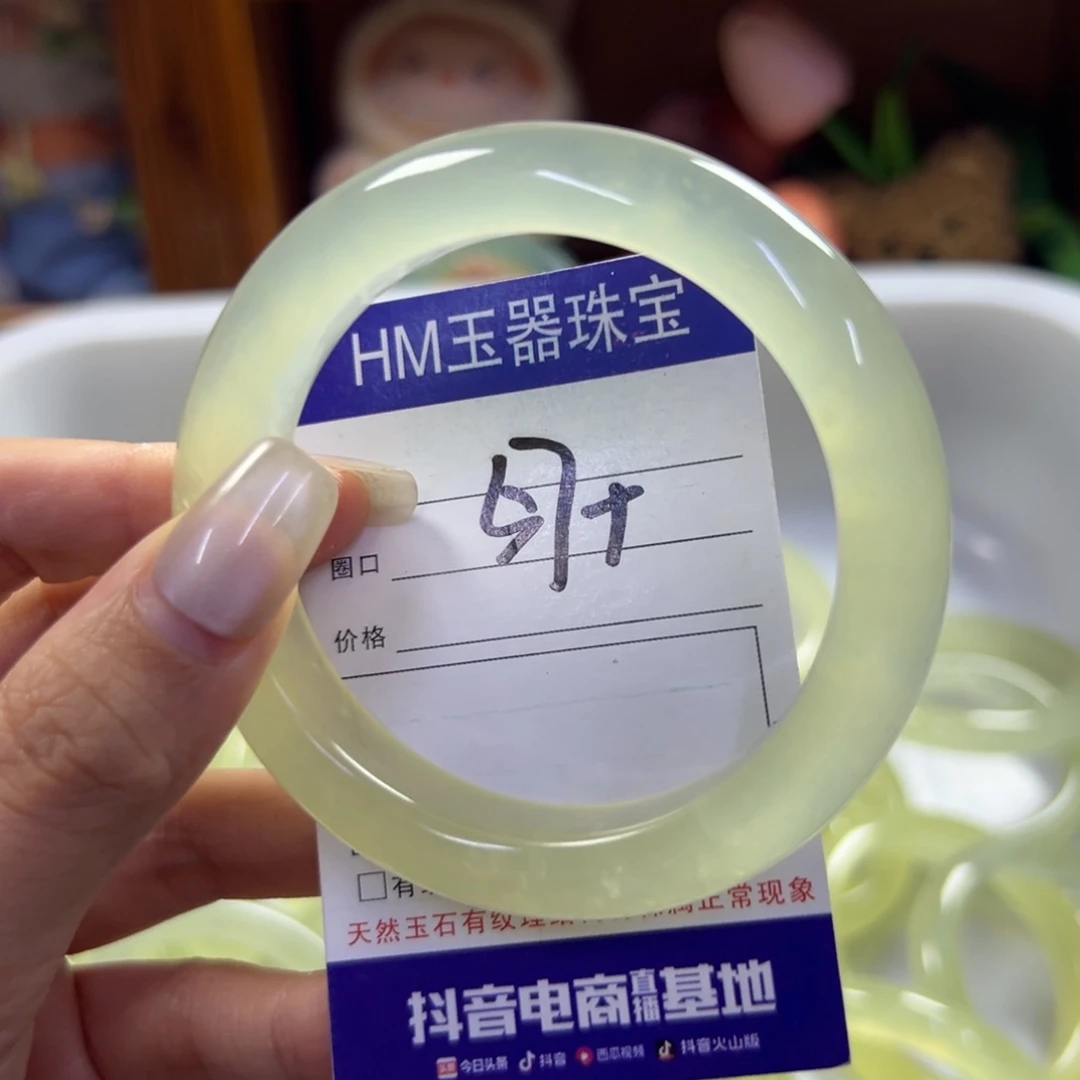 HM玉器珠宝
57+
圈口
价格
□有
天然玉石有纹理 正常现象
抖音电商直播基地
今日头条 抖音 西瓜视频 抖音火山版